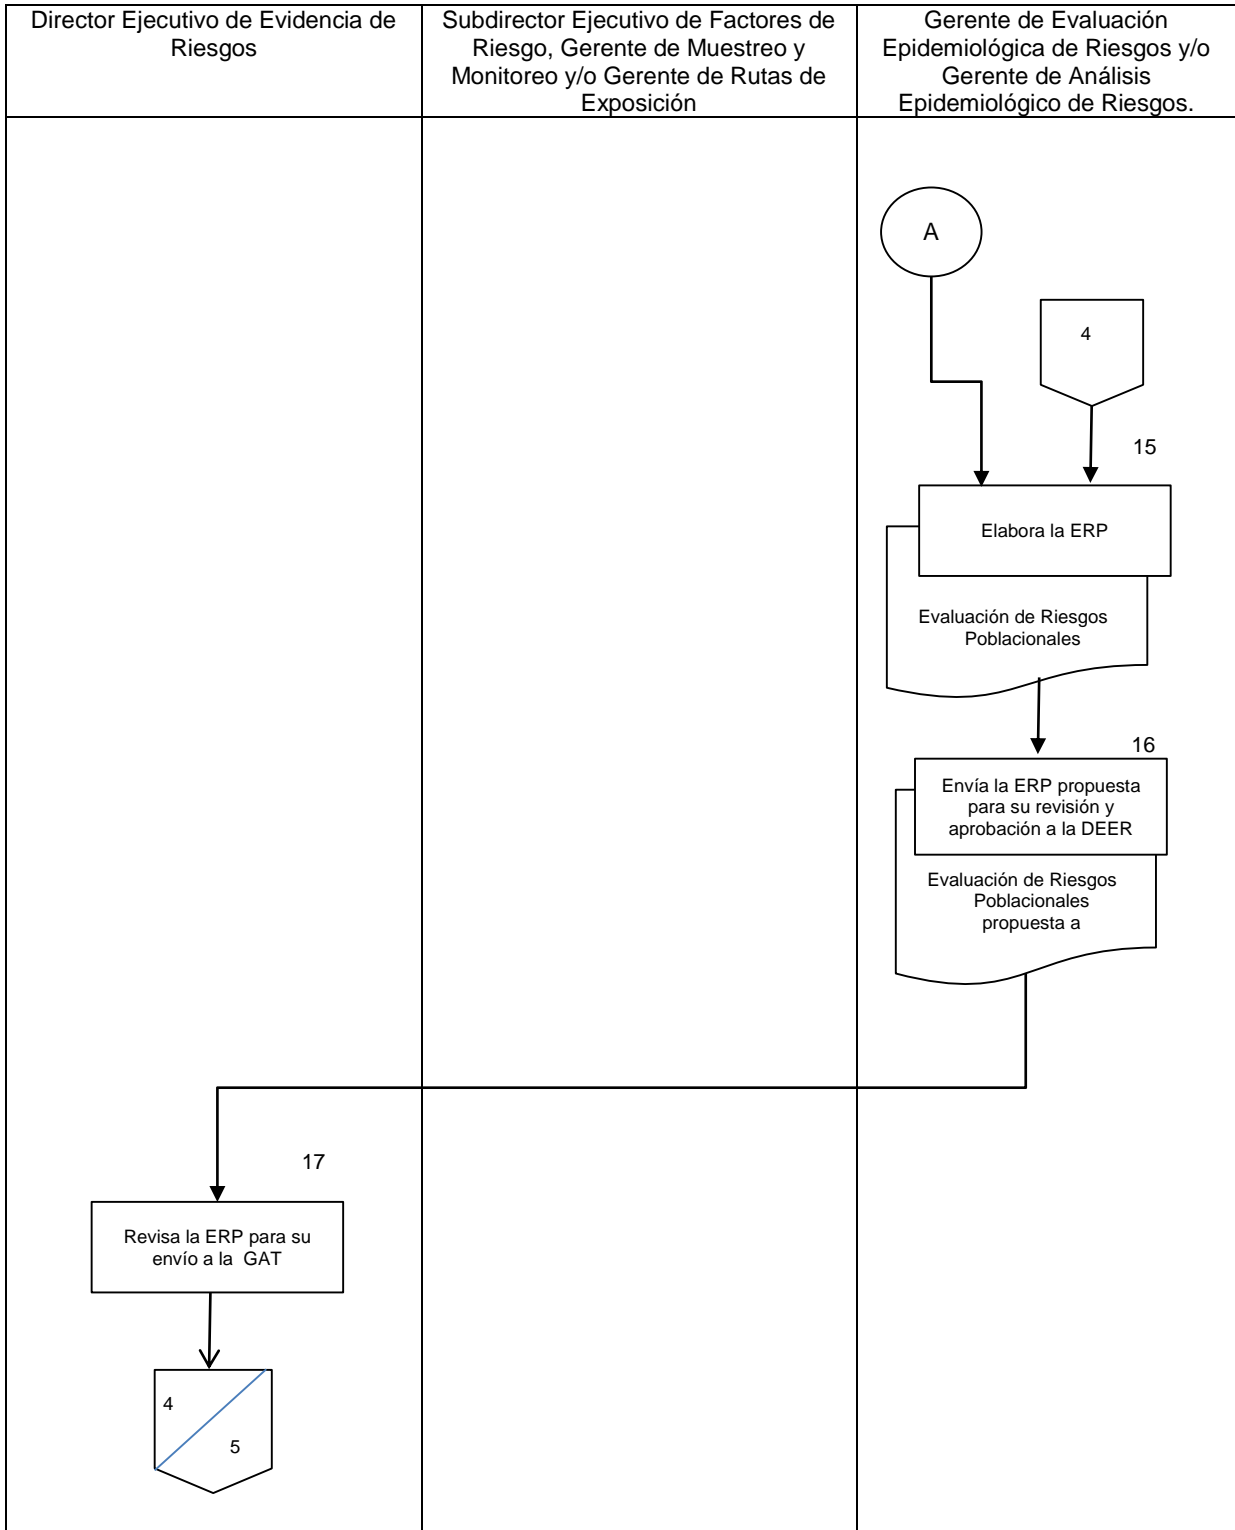 Director Ejecutivo de Evidencia de
Riesgos
Subdirector Ejecutivo de Factores de
Riesgo, Gerente de Muestreo y
Monitoreo y/o Gerente de Rutas de
Exposición
Gerente de Evaluación
Epidemiológica de Riesgos y/o
Gerente de Análisis
Epidemiológico de Riesgos.
A
4
15
Elabora la ERP
Evaluación de Riesgos
Poblacionales
16
Envía la ERP propuesta
para su revisión y
aprobación a la DEER
Evaluación de Riesgos
Poblacionales
propuesta a
17
Revisa la ERP para su
envío a la GAT
4
5